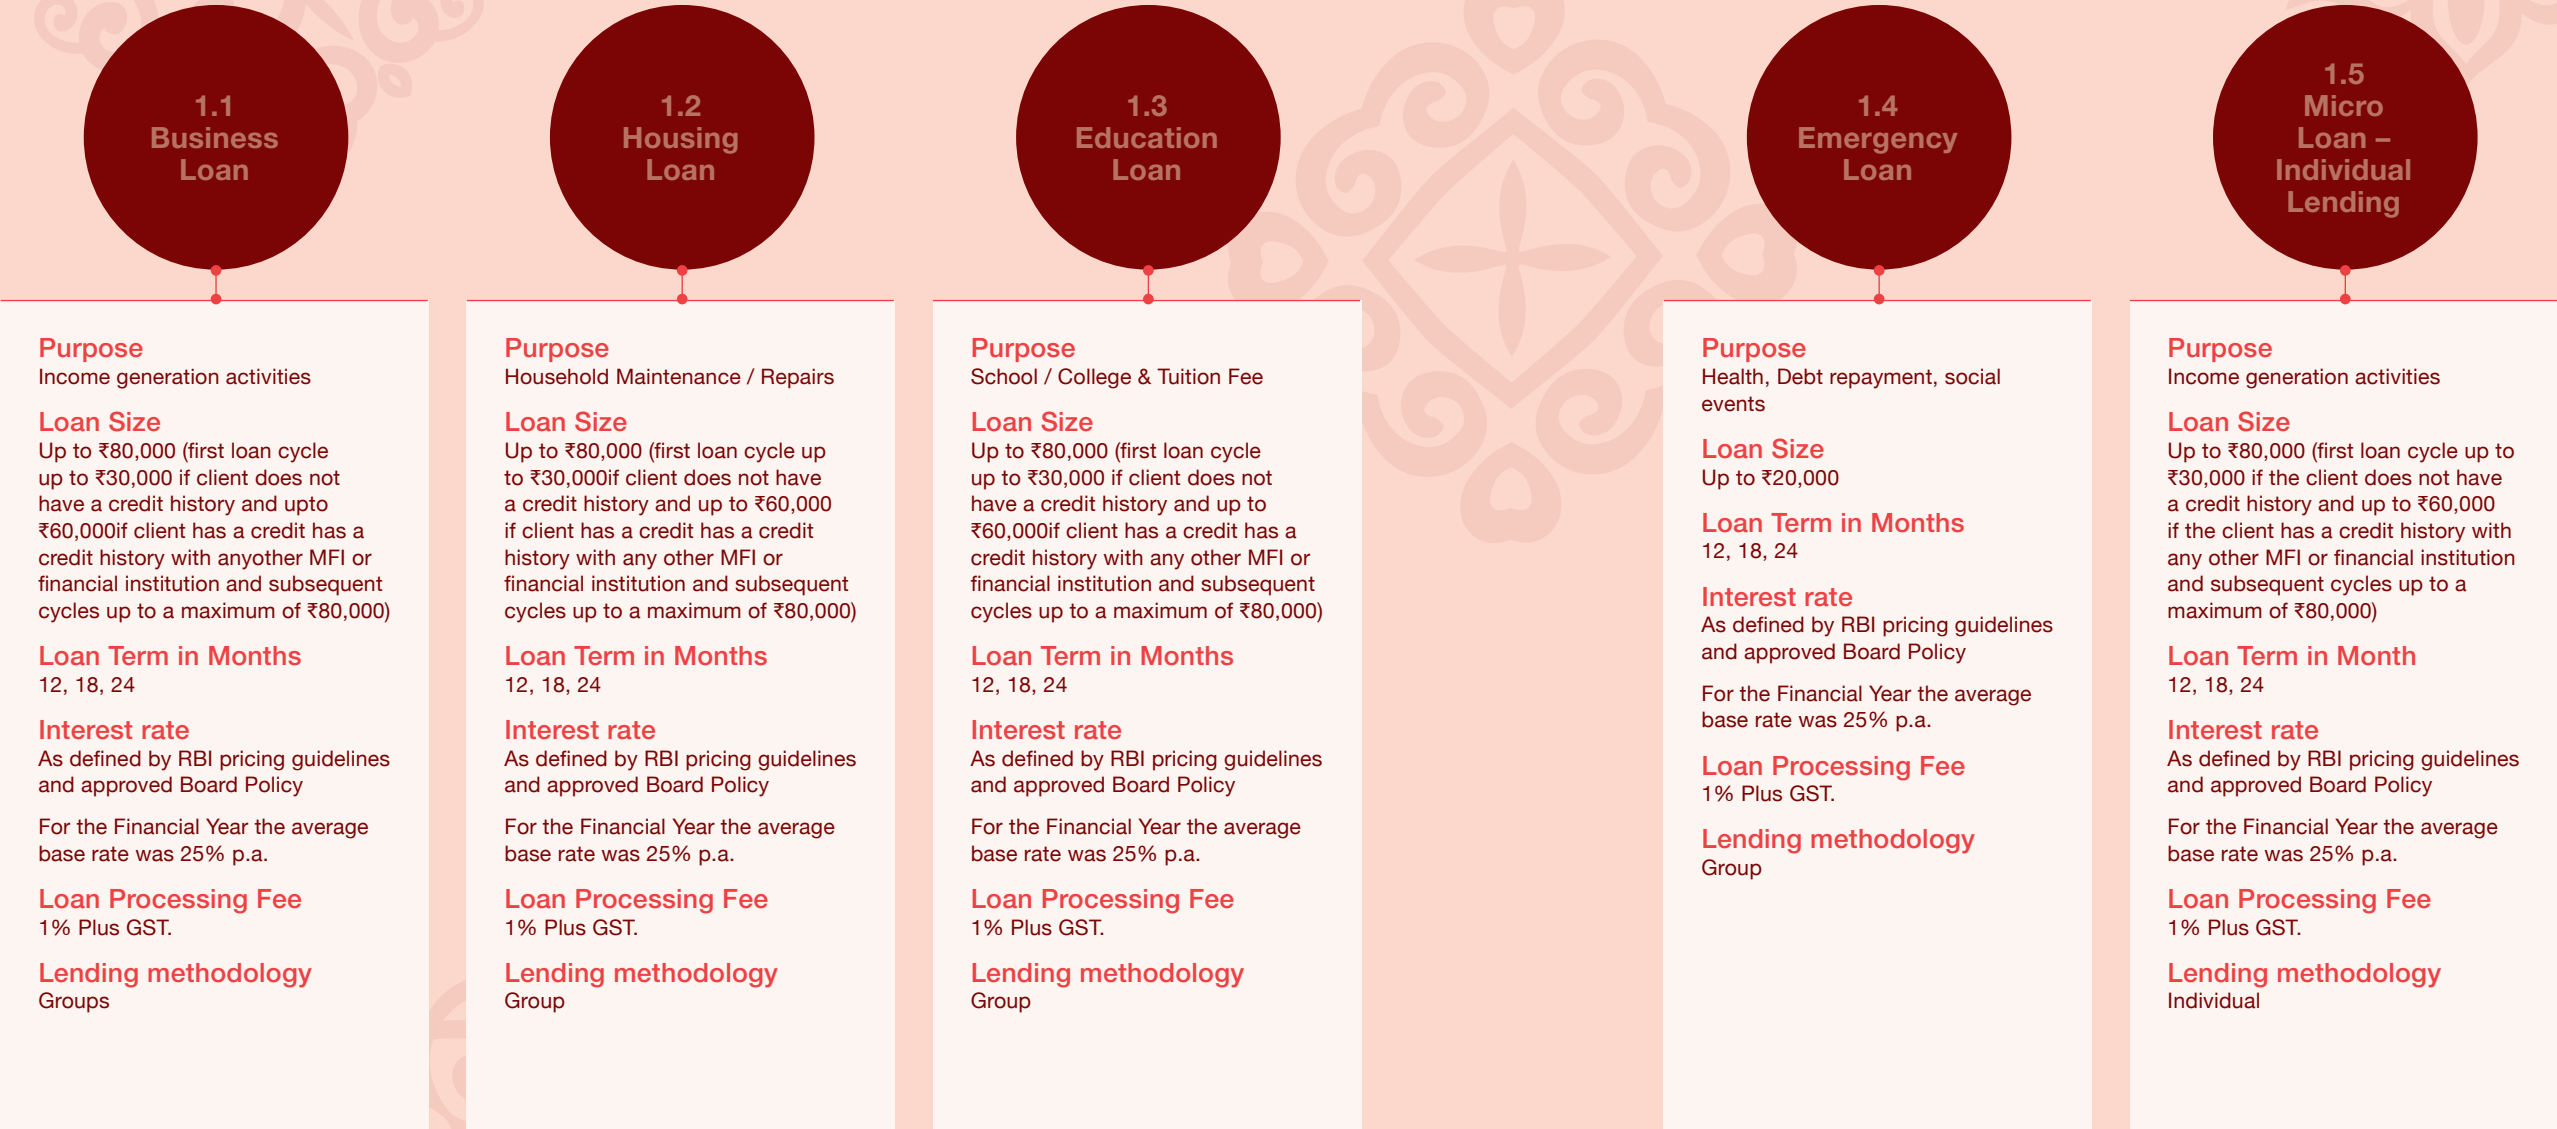 1.1
Business
Loan
Purpose
Income generation activities
Loan Size
Up to ₹80,000 (first loan cycle
up to ₹30,000 if client does not
have a credit history and upto
₹60,000if client has a credit has a
credit history with anyother MFI or
financial institution and subsequent
cycles up to a maximum of ₹80,000)
Loan Term in Months
12, 18, 24
Interest rate
As defined by RBI pricing guidelines
and approved Board Policy
For the Financial Year the average
base rate was 25% p.a.
Loan Processing Fee
1% Plus GST.
Lending methodology
Groups
1.2
Housing
Loan
Purpose
Household Maintenance / Repairs
Loan Size
Up to ₹80,000 (first loan cycle up
to ₹30,000if client does not have
a credit history and up to ₹60,000
if client has a credit has a credit
history with any other MFI or
financial institution and subsequent
cycles up to a maximum of ₹80,000)
Loan Term in Months
12, 18, 24
Interest rate
As defined by RBI pricing guidelines
and approved Board Policy
For the Financial Year the average
base rate was 25% p.a.
Loan Processing Fee
1% Plus GST.
Lending methodology
Group
1.3
Education
Loan
Purpose
School / College & Tuition Fee
Loan Size
Up to ₹80,000 (first loan cycle
up to ₹30,000 if client does not
have a credit history and up to
₹60,000if client has a credit has a
credit history with any other MFI or
financial institution and subsequent
cycles up to a maximum of ₹80,000)
Loan Term in Months
12, 18, 24
Interest rate
As defined by RBI pricing guidelines
and approved Board Policy
For the Financial Year the average
base rate was 25% p.a.
Loan Processing Fee
1% Plus GST.
Lending methodology
Group
1.4
Emergency
Loan
Purpose
Health, Debt repayment, social
events
Loan Size
Up to ₹20,000
Loan Term in Months
12, 18, 24
Interest rate
As defined by RBI pricing guidelines
and approved Board Policy
For the Financial Year the average
base rate was 25% p.a.
Loan Processing Fee
1% Plus GST.
Lending methodology
Group
1.5
Micro
Loan –
Individual
Lending
Purpose
Income generation activities
Loan Size
Up to ₹80,000 (first loan cycle up to
₹30,000 if the client does not have
a credit history and up to ₹60,000
if the client has a credit history with
any other MFI or financial institution
and subsequent cycles up to a
maximum of ₹80,000)
Loan Term in Month
12, 18, 24
Interest rate
As defined by RBI pricing guidelines
and approved Board Policy
For the Financial Year the average
base rate was 25% p.a.
Loan Processing Fee
1% Plus GST.
Lending methodology
Individual